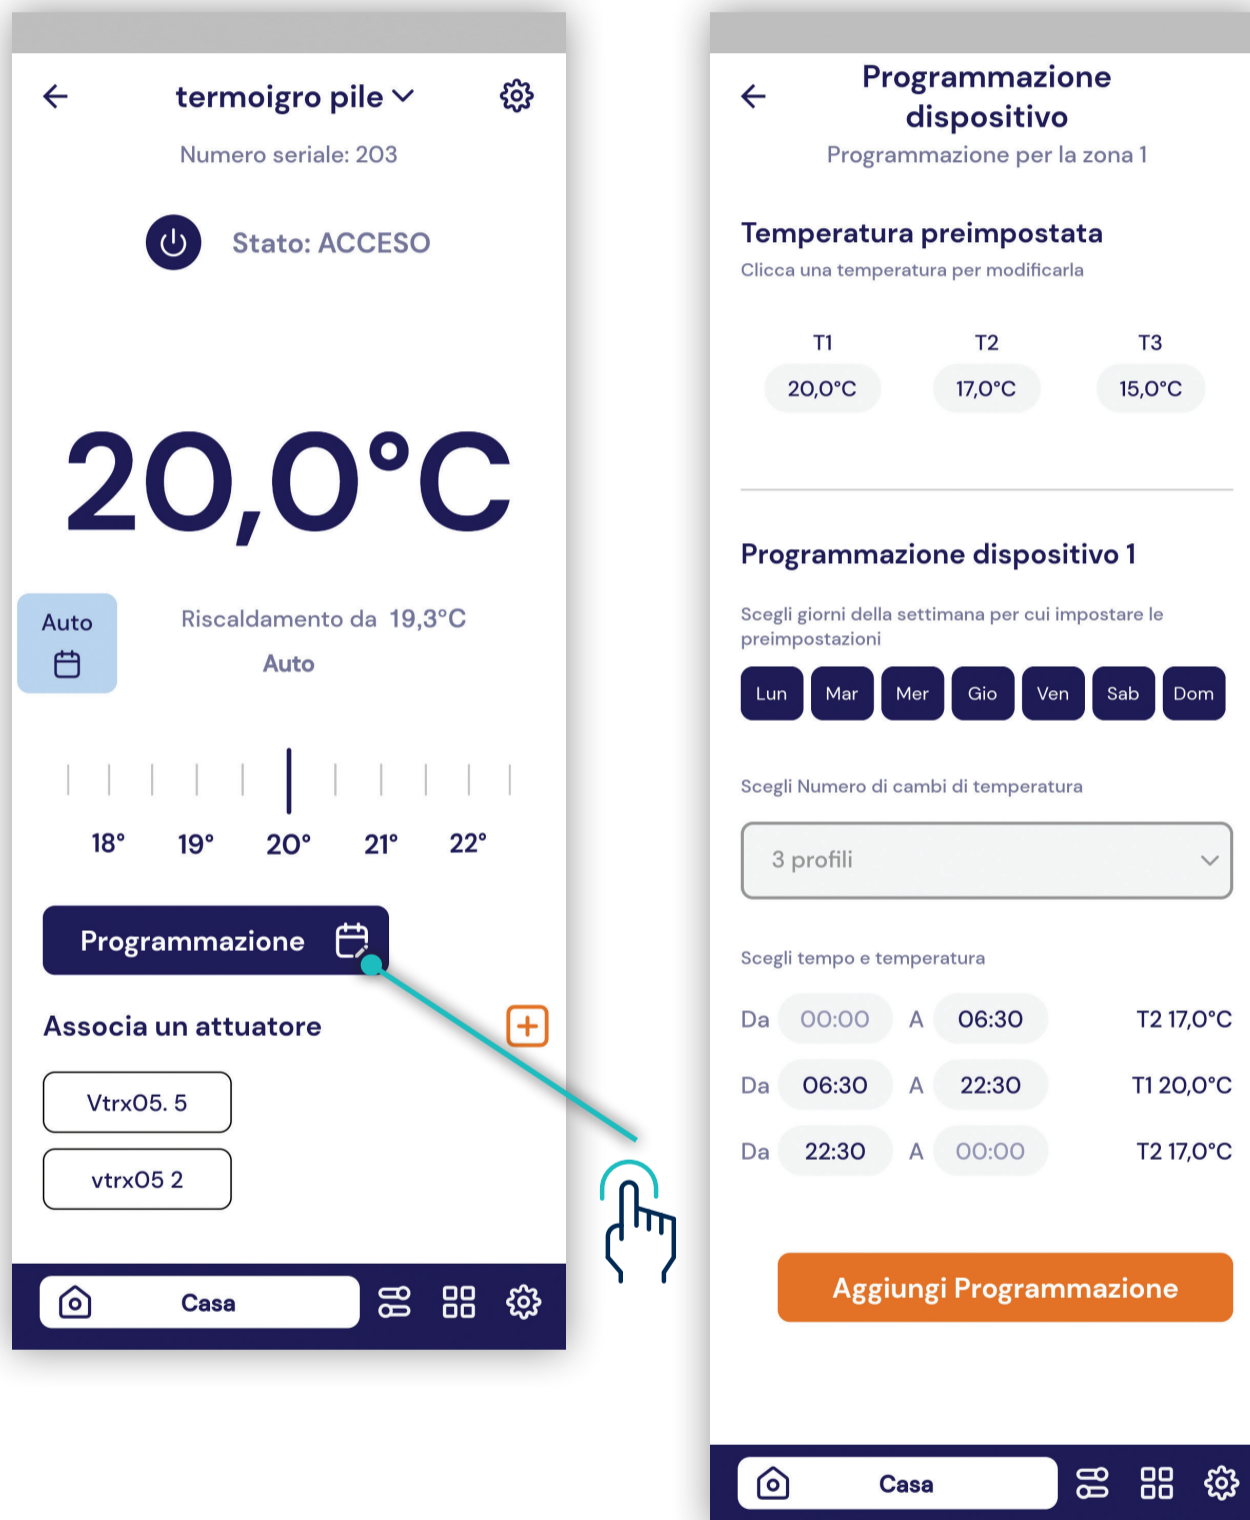 termoigro pile
Numero seriale: 203
Stato: ACCESO
20,0°C
Auto
Riscaldamento da 19,3°C
Auto
18° 19° 20° 21° 22°
Programmazione
Associa un attuatore
Vtrx05. 5
vtrx05 2
Casa
Programmazione
dispositivo
Programmazione per la zona 1
Temperatura preimpostata
Clicca una temperatura per modificarla
T1 T2 T3
20,0°C 17,0°C 15,0°C
Programmazione dispositivo 1
Scegli giorni della settimana per cui impostare le
preimpostazioni
Lun Mar Mer Gio Ven Sab Dom
Scegli Numero di cambi di temperatura
3 profili
Scegli tempo e temperatura
Da 00:00 A 06:30 T2 17,0°C
Da 06:30 A 22:30 T1 20,0°C
Da 22:30 A 00:00 T2 17,0°C
Aggiungi Programmazione
Casa